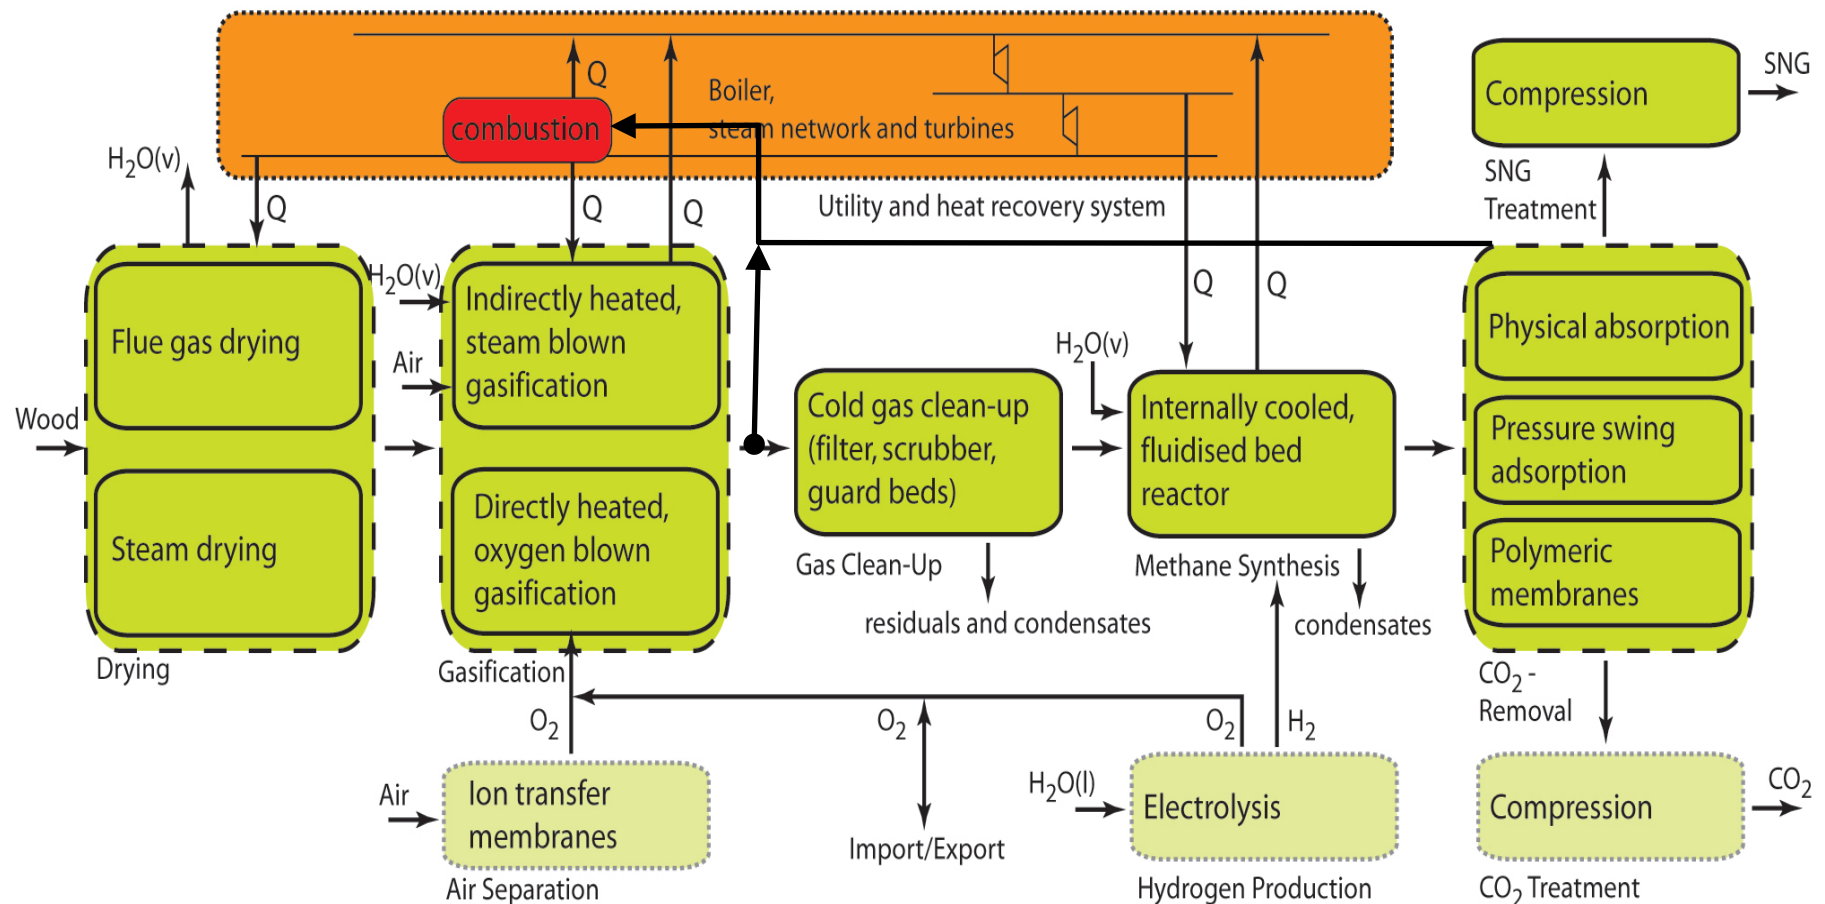 Q
combustion
Boiler,
steam network and turbines
Compression
SNG
H₂O(v)
Q
Q
Q
Utility and heat recovery system
SNG
Treatment
H₂O(v)
Indirectly heated,
steam blown
gasification
Flue gas drying
Air
Wood
Q
Q
H₂O(v)
Cold gas clean-up
(filter, scrubber,
guard beds)
Internally cooled,
fluidised bed
reactor
Physical absorption
Pressure swing
adsorption
Polymeric
membranes
Steam drying
Directly heated,
oxygen blown
gasification
Gas Clean-Up
Methane Synthesis
residuals and condensates
condensates
Drying
Gasification
CO₂ -
Removal
O₂
O₂
O₂
H₂
Air
Ion transfer
membranes
Air Separation
Import/Export
H₂O(l)
Electrolysis
Hydrogen Production
Compression
CO₂
CO₂ Treatment